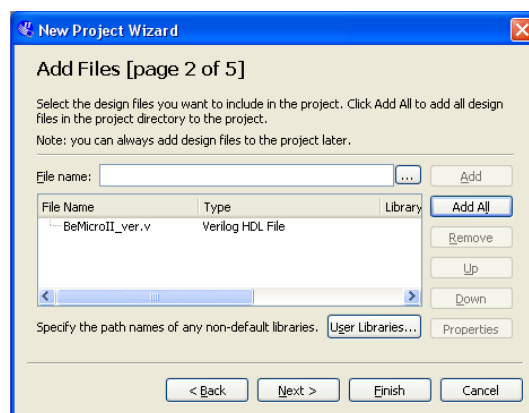 New Project Wizard
Add Files [page 2 of 5]
Select the design files you want to include in the project. Click Add All to add all design
files in the project directory to the project.
Note: you can always add design files to the project later.
File name: ... Add
File Name Type Library Add All
BeMicroII_ver.v Verilog HDL File
Remove
Up
Down
Specify the path names of any non-default libraries. User Libraries... Properties
< Back Next > Finish Cancel